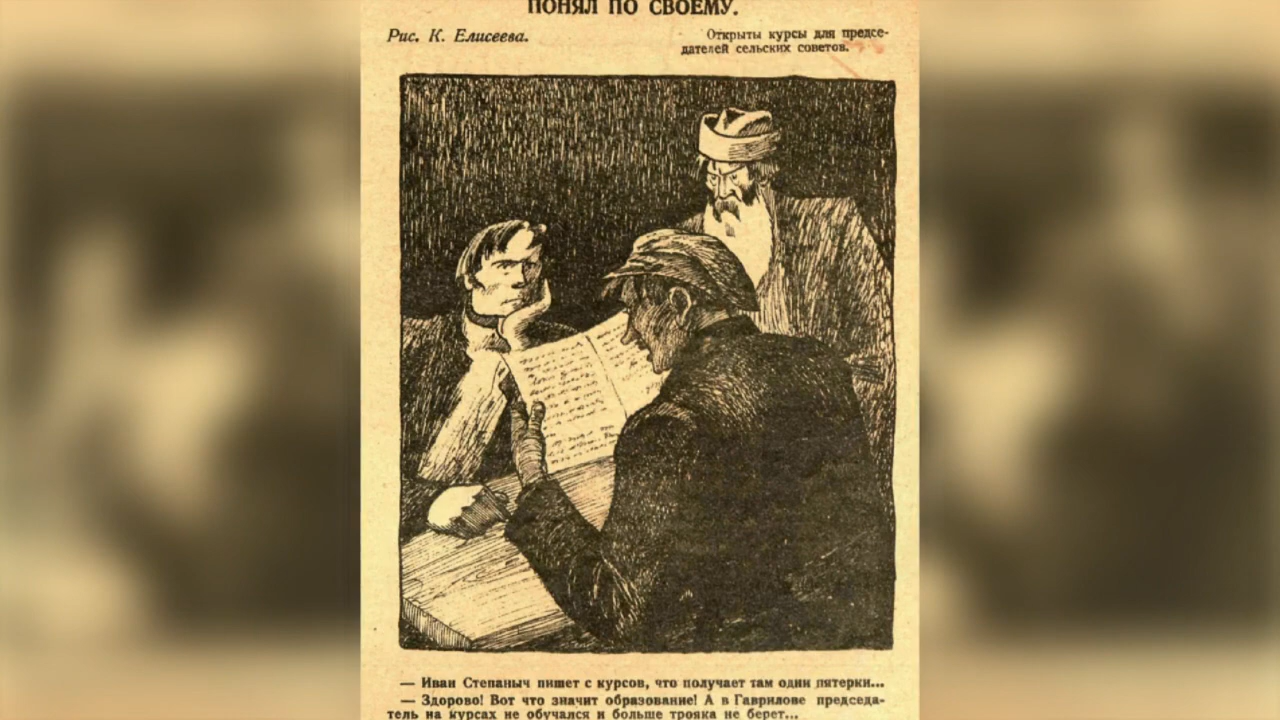 ПОНЯЛ ПО СВОЕМУ.
Рис. К. Елисеева.
Открыты курсы для предсе-
дателей сельских советов.
— Иван Степаныч пишет с курсов, что получает там одни пятерки...
— Здорово! Вот что значит образование! А в Гаврилове председа-
тель на курсах не обучался и больше трояка не берет...